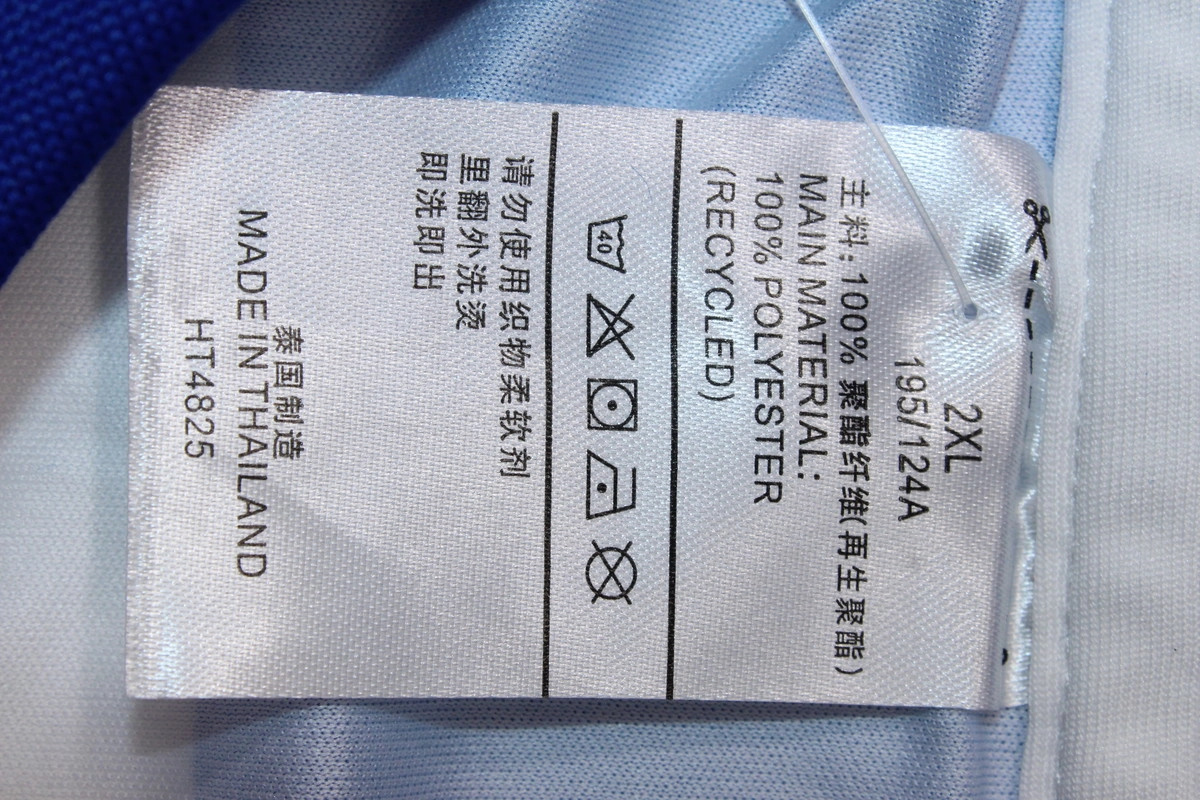 2XL
195/124A
主料: 100% 聚酯纤维(再生聚酯)
MAIN MATERIAL:
100% POLYESTER
(RECYCLED)
40
请勿使用织物柔软剂
里翻外洗烫
即洗即出
泰国制造
MADE IN THAILAND
HT4825